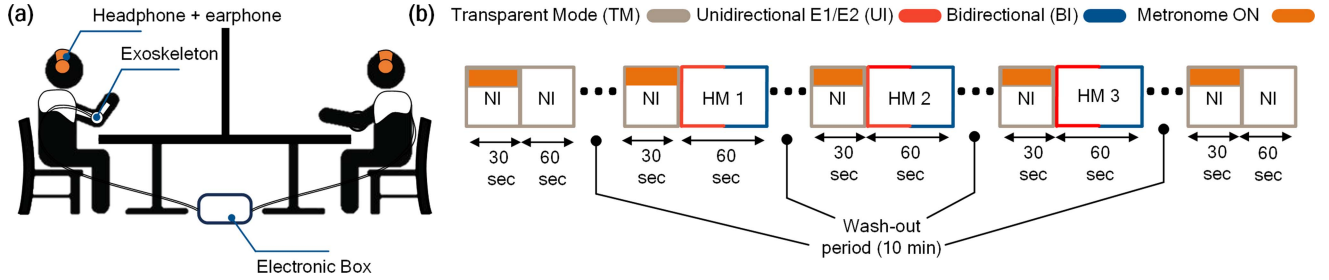 (a)
Headphone + earphone
Exoskeleton
Electronic Box
(b)
Transparent Mode (TM) Unidirectional E1/E2 (UI) Bidirectional (BI) Metronome ON
NI NI NI HM 1 NI HM 2 NI HM 3 NI NI
30 60 30 60 30 60 30 60 30 60
sec sec sec sec sec sec sec sec sec sec
Wash-out
period (10 min)